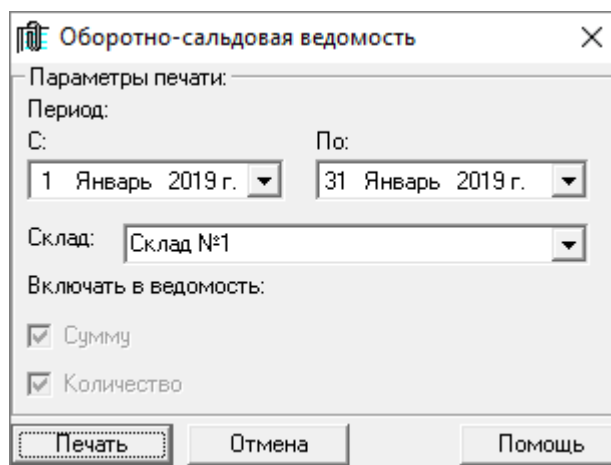 Оборотно-сальдовая ведомость
Параметры печати:
Период:
С: По:
1 Январь 2019 г. 31 Январь 2019 г.
Склад: Склад №1
Включать в ведомость:
Сумму
Количество
Печать Отмена Помощь